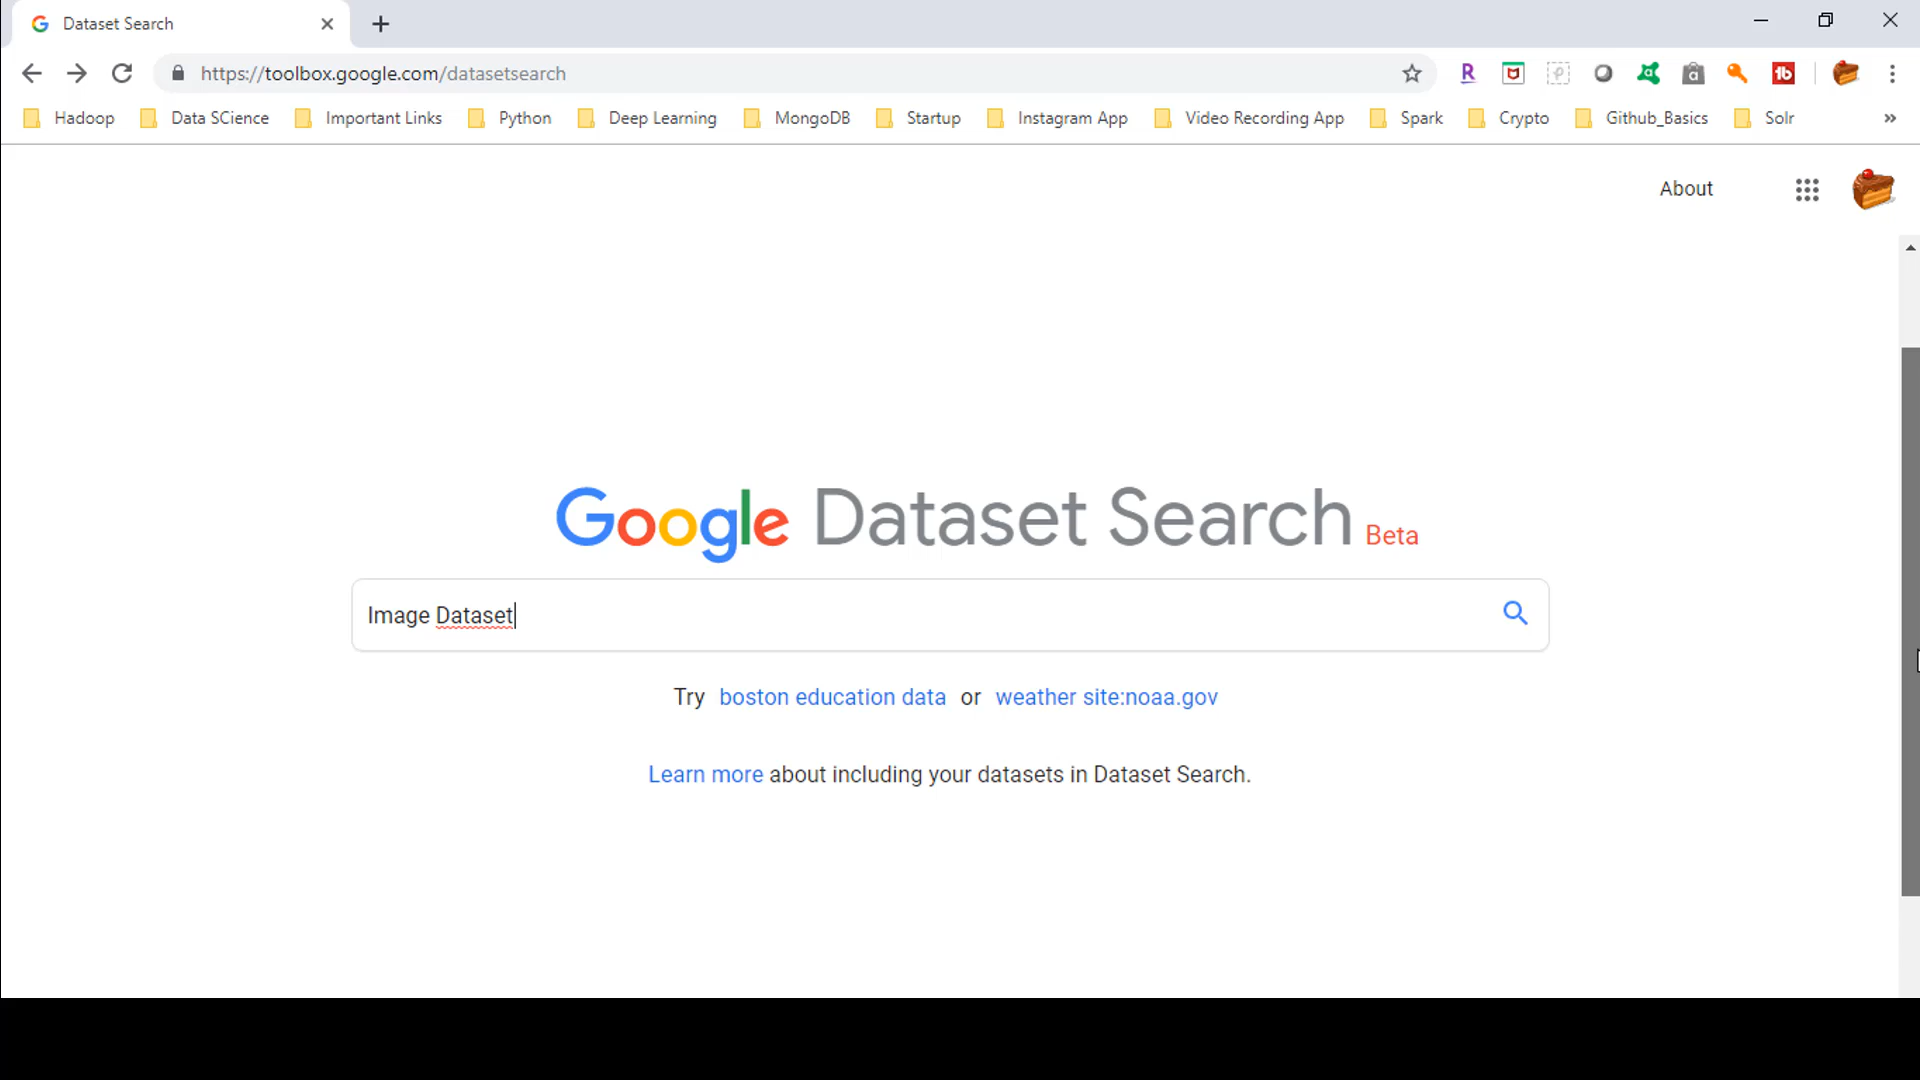 Dataset Search
https://toolbox.google.com/datasetsearch
Hadoop Data SCience Important Links Python Deep Learning MongoDB Startup Instagram App Video Recording App Spark Crypto Github_Basics Solr »
About
Google Dataset Search Beta
Image Dataset
Try boston education data or weather site:noaa.gov
Learn more about including your datasets in Dataset Search.